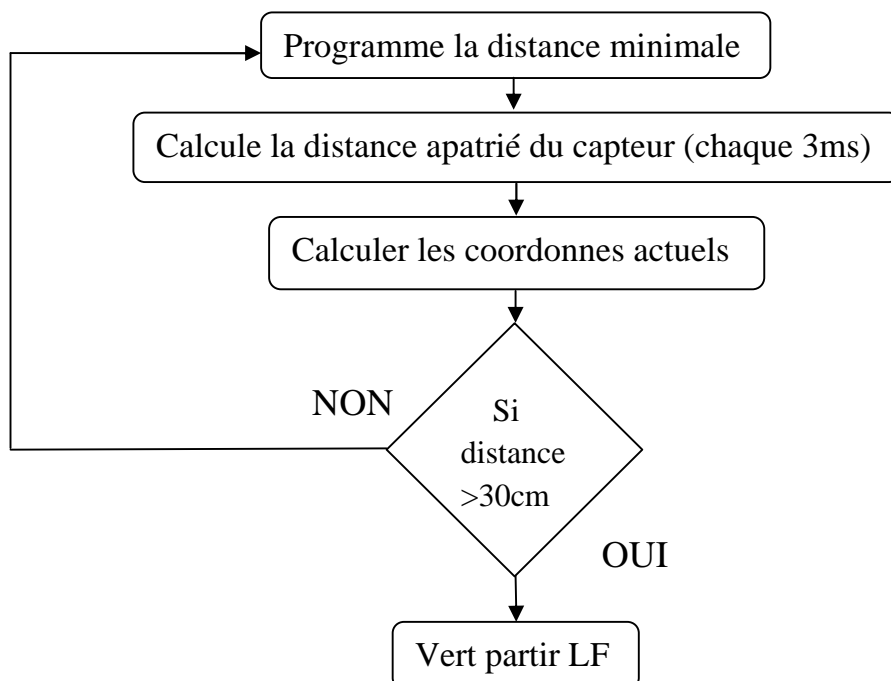 Programme la distance minimale
Calcule la distance apatrié du capteur (chaque 3ms)
Calculer les coordonnes actuels
NON
Si
distance
>30cm
OUI
Vert partir LF